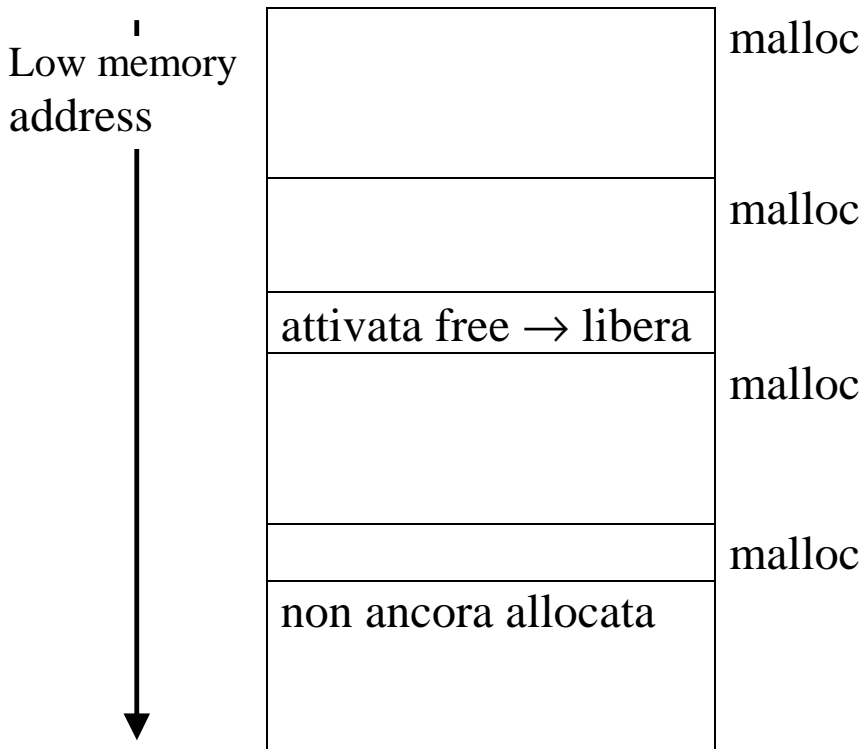 malloc
Low memory
address
malloc
attivata free → libera
malloc
malloc
non ancora allocata